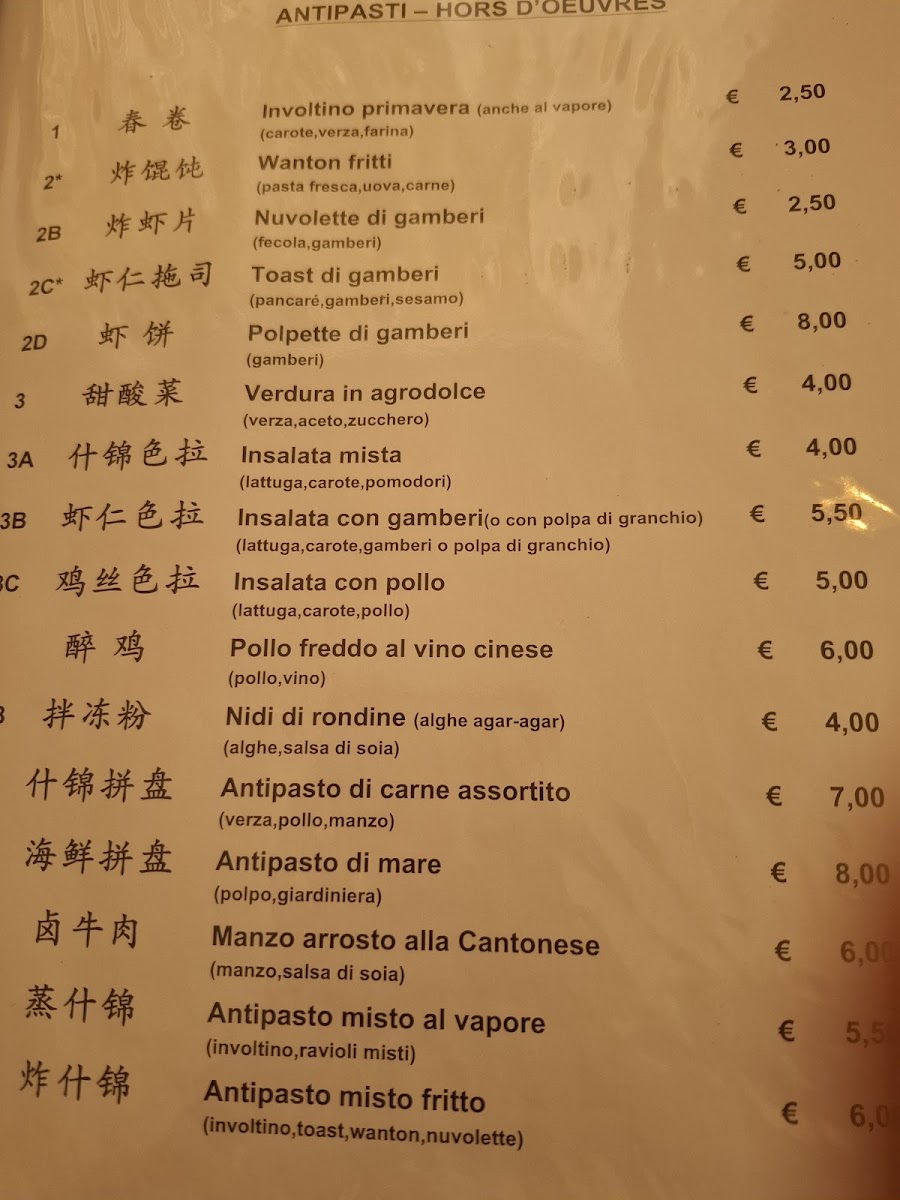 ANTIPASTI – HORS D'OEUVRES
1 春 卷 Involtino primavera (anche al vapore) € 2,50
(carote,verza,farina)
2* 炸馄饨 Wanton fritti € 3,00
(pasta fresca,uova,carne)
2B 炸虾片 Nuvolette di gamberi € 2,50
(fecola,gamberi)
2C* 虾仁拖司 Toast di gamberi € 5,00
(pancaré,gamberi,sesamo)
2D 虾 饼 Polpette di gamberi € 8,00
(gamberi)
3 甜酸菜 Verdura in agrodolce € 4,00
(verza,aceto,zucchero)
3A 什锦色拉 Insalata mista € 4,00
(lattuga,carote,pomodori)
3B 虾仁色拉 Insalata con gamberi(o con polpa di granchio) € 5,50
(lattuga,carote,gamberi o polpa di granchio)
3C 鸡丝色拉 Insalata con pollo € 5,00
(lattuga,carote,pollo)
醉 鸡 Pollo freddo al vino cinese € 6,00
(pollo,vino)
拌冻粉 Nidi di rondine (alghe agar-agar) € 4,00
(alghe,salsa di soia)
什锦拼盘 Antipasto di carne assortito € 7,00
(verza,pollo,manzo)
海鲜拼盘 Antipasto di mare € 8,00
(polpo,giardiniera)
卤牛肉 Manzo arrosto alla Cantonese € 6,00
(manzo,salsa di soia)
蒸什锦 Antipasto misto al vapore € 5,5
(involtino,ravioli misti)
炸什锦 Antipasto misto fritto € 6,0
(involtino,toast,wanton,nuvolette)